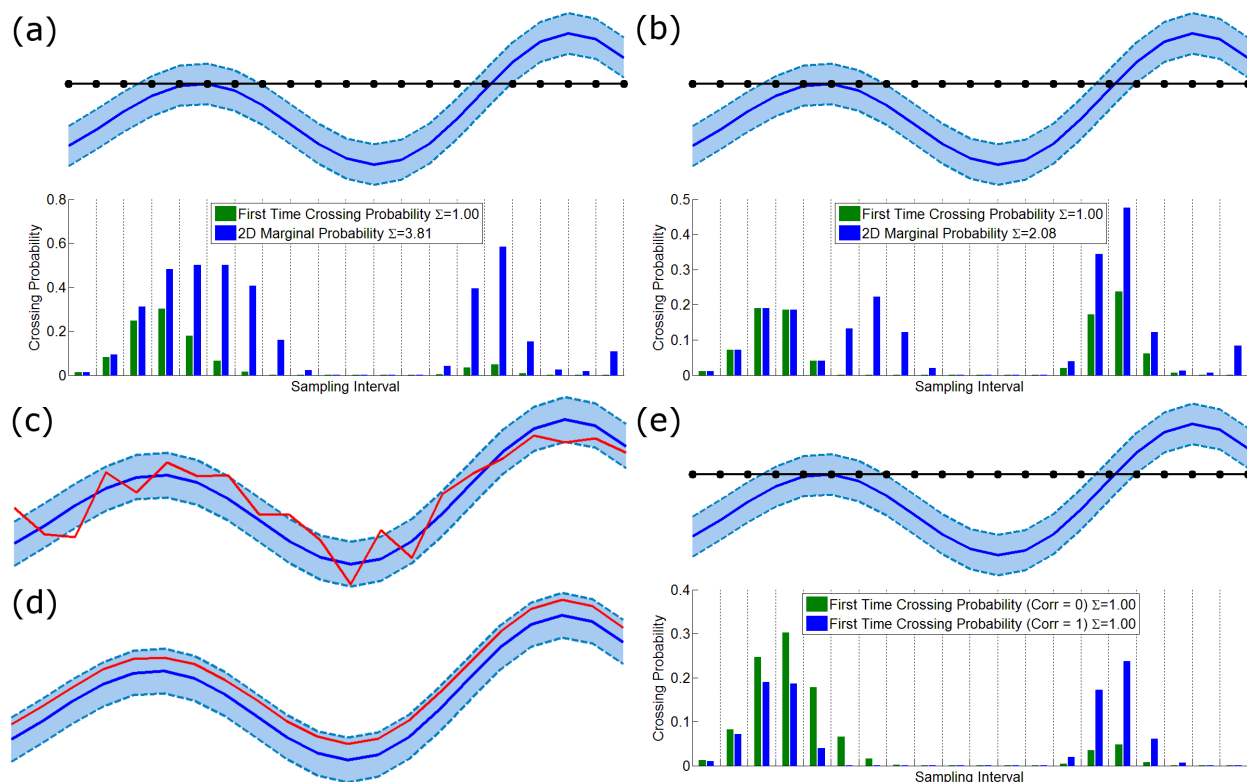 (a)
0.8
0.6
0.4
0.2
0
Crossing Probability
First Time Crossing Probability Σ=1.00
2D Marginal Probability Σ=3.81
Sampling Interval
(b)
0.5
0.4
0.3
0.2
0.1
0
Crossing Probability
First Time Crossing Probability Σ=1.00
2D Marginal Probability Σ=2.08
Sampling Interval
(c)
(d)
(e)
0.4
0.3
0.2
0.1
0
Crossing Probability
First Time Crossing Probability (Corr = 0) Σ=1.00
First Time Crossing Probability (Corr = 1) Σ=1.00
Sampling Interval